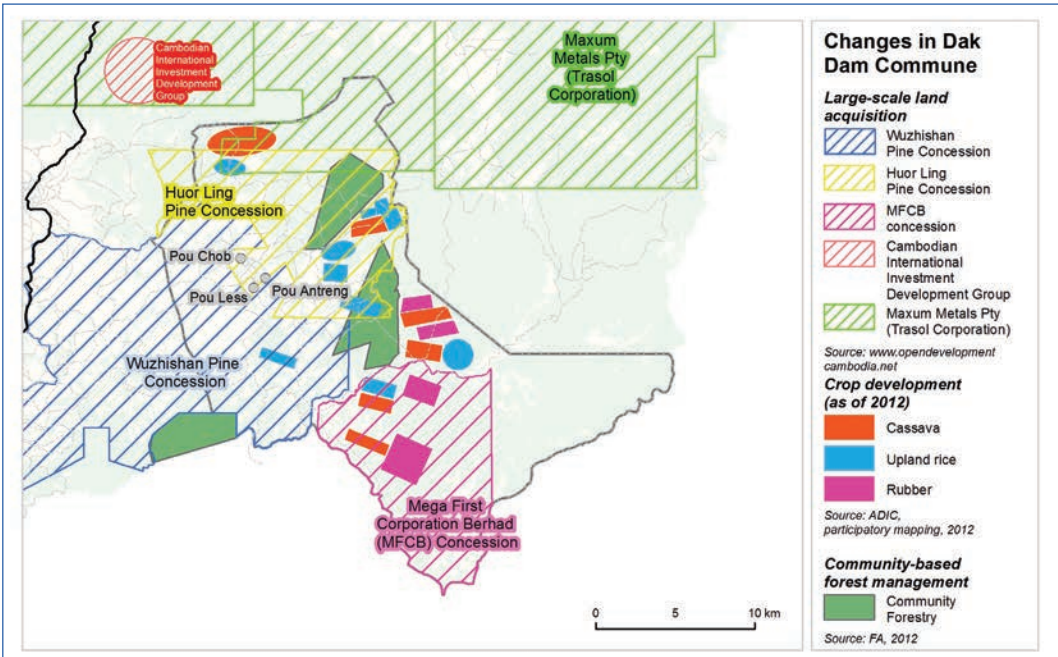 Cambodian
International
Investment
Development
Group
Maxum
Metals Pty
(Trasol
Corporation)
Huor Ling
Pine Concession
Pou Chob
Pou Less
Pou Antreng
Wuzhishan Pine
Concession
Mega First
Corporation Berhad
(MFCB) Concession
0 5 10 km
Changes in Dak
Dam Commune
Large-scale land
acquisition
Wuzhishan
Pine Concession
Huor Ling
Pine Concession
MFCB
concession
Cambodian
International
Investment
Development Group
Maxum Metals Pty
(Trasol Corporation)
Source: www.opendevelopment
cambodia.net
Crop development
(as of 2012)
Cassava
Upland rice
Rubber
Source: ADIC,
participatory mapping, 2012
Community-based
forest management
Community
Forestry
Source: FA, 2012